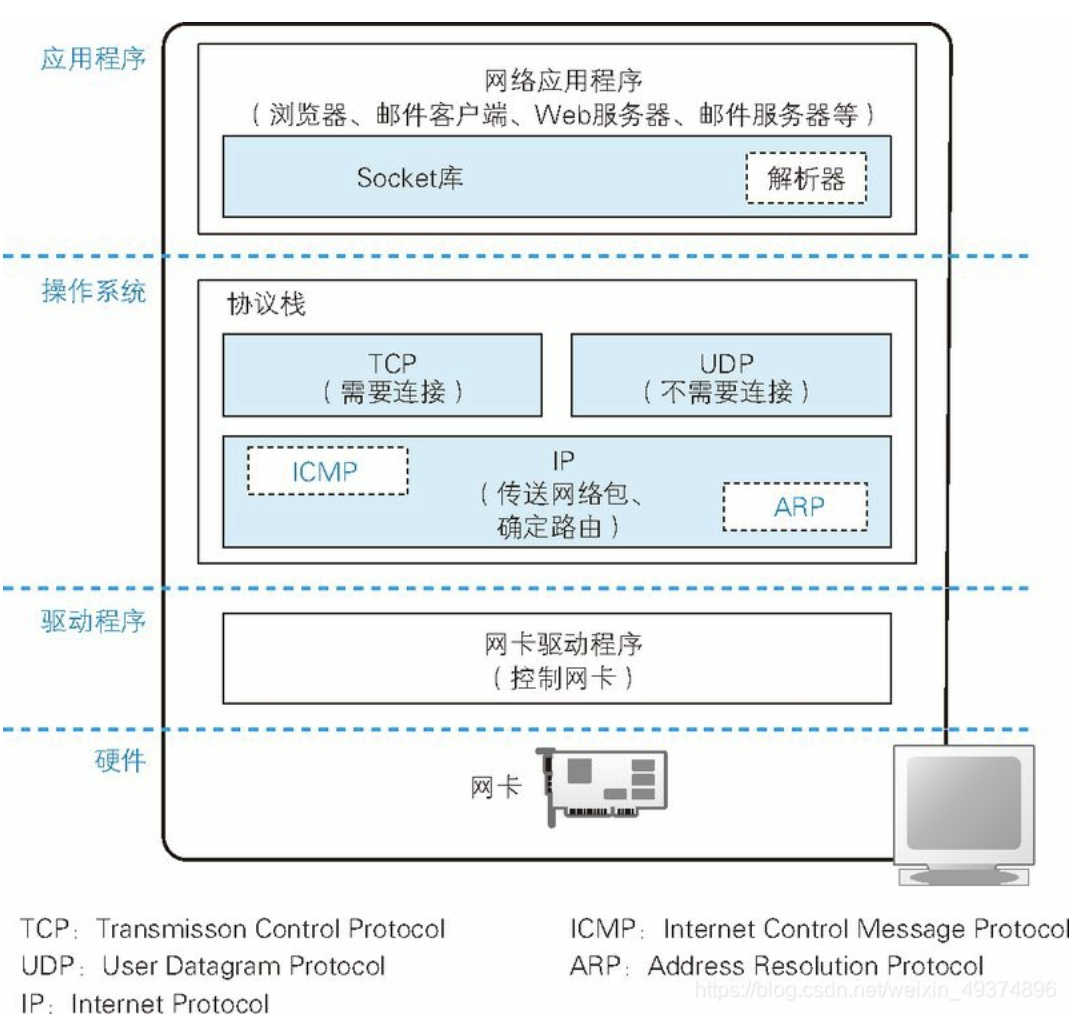 应用程序
网络应用程序
（浏览器、邮件客户端、Web服务器、邮件服务器等）
Socket库
解析器
操作系统
协议栈
TCP
（需要连接）
UDP
（不需要连接）
ICMP
IP
（传送网络包、
确定路由）
ARP
驱动程序
网卡驱动程序
（控制网卡）
硬件
网卡
TCP：Transmisson Control Protocol
UDP：User Datagram Protocol
IP：Internet Protocol
ICMP：Internet Control Message Protocol
ARP：Address Resolution Protocol
https://blog.csdn.net/weixin_49374896